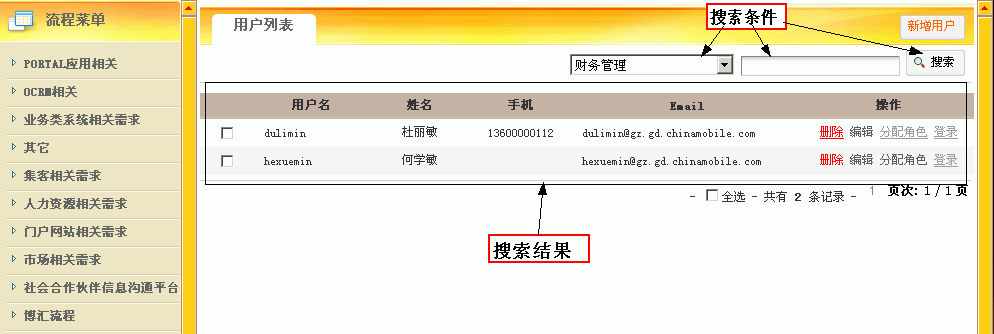 流程菜单
PORTAL应用相关
OCRM相关
业务类系统相关需求
其它
集客相关需求
人力资源相关需求
门户网站相关需求
市场相关需求
社会合作伙伴信息沟通平台
博汇流程
用户列表
搜索条件
新增用户
财务管理
搜索
用户名 姓名 手机 Email 操作
dulimin 杜丽敏 13600000112 dulimin@gz.gd.chinamobile.com 删除 编辑 分配角色 登录
hexuemin 何学敏 hexuemin@gz.gd.chinamobile.com 删除 编辑 分配角色 登录
- 全选 - 共有 2 条记录 - 1 页次: 1 / 1 页
搜索结果